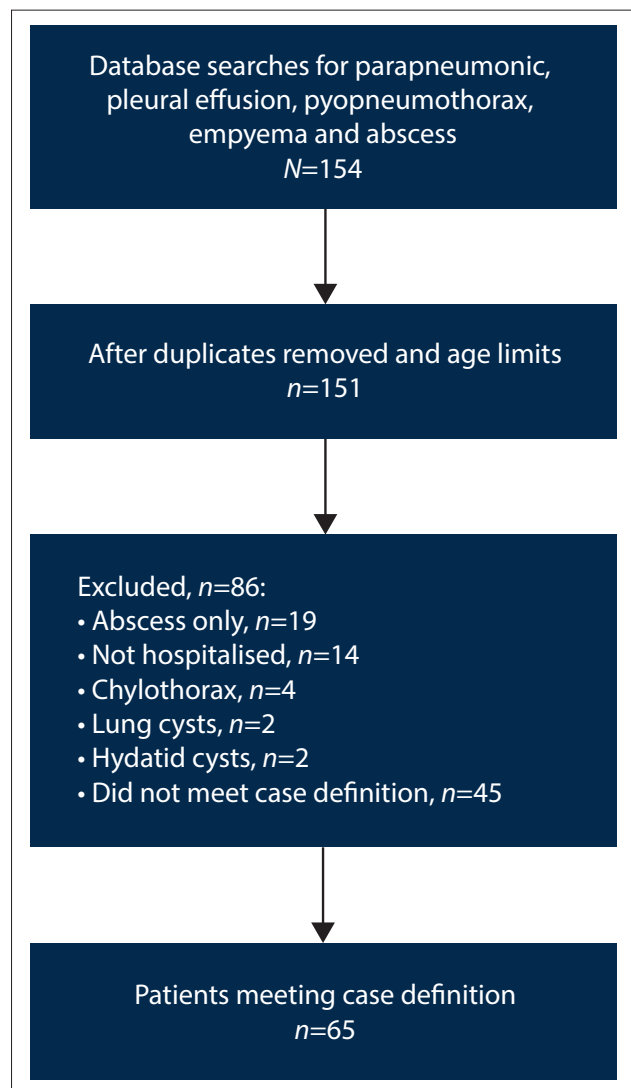 Database searches for parapneumonic,
pleural effusion, pyopneumothorax,
empyema and abscess
N=154
After duplicates removed and age limits
n=151
Excluded, n=86:
• Abscess only, n=19
• Not hospitalised, n=14
• Chylothorax, n=4
• Lung cysts, n=2
• Hydatid cysts, n=2
• Did not meet case definition, n=45
Patients meeting case definition
n=65